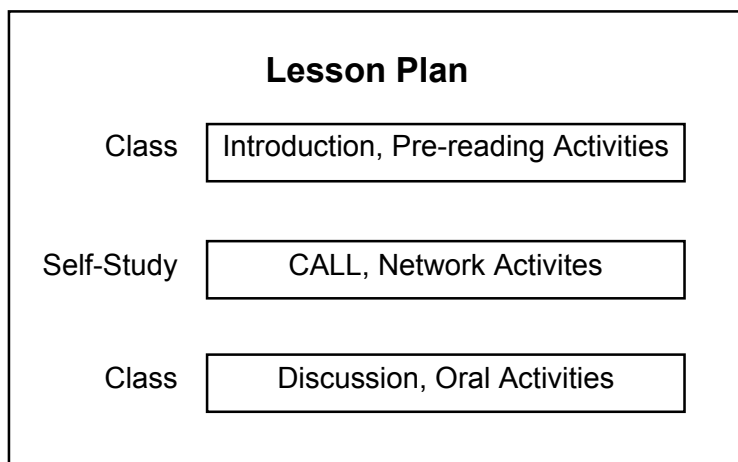 Lesson Plan
Class Introduction, Pre-reading Activities
Self-Study CALL, Network Activites
Class Discussion, Oral Activities